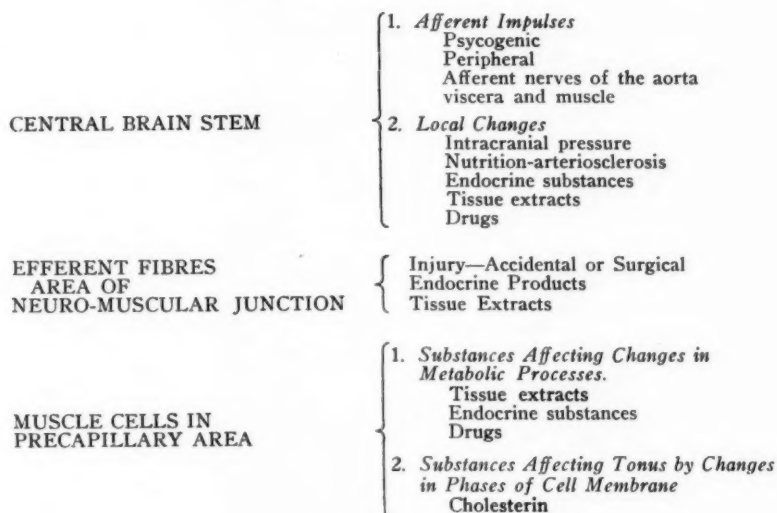 1. Afferent Impulses
Psycogenic
Peripheral
Afferent nerves of the aorta
viscera and muscle
CENTRAL BRAIN STEM
2. Local Changes
Intracranial pressure
Nutrition-arteriosclerosis
Endocrine substances
Tissue extracts
Drugs
EFFERENT FIBRES
AREA OF
NEURO-MUSCULAR JUNCTION
Injury—Accidental or Surgical
Endocrine Products
Tissue Extracts
MUSCLE CELLS IN
PRECAPILLARY AREA
1. Substances Affecting Changes in
Metabolic Processes.
Tissue extracts
Endocrine substances
Drugs
2. Substances Affecting Tonus by Changes
in Phases of Cell Membrane
Cholesterin